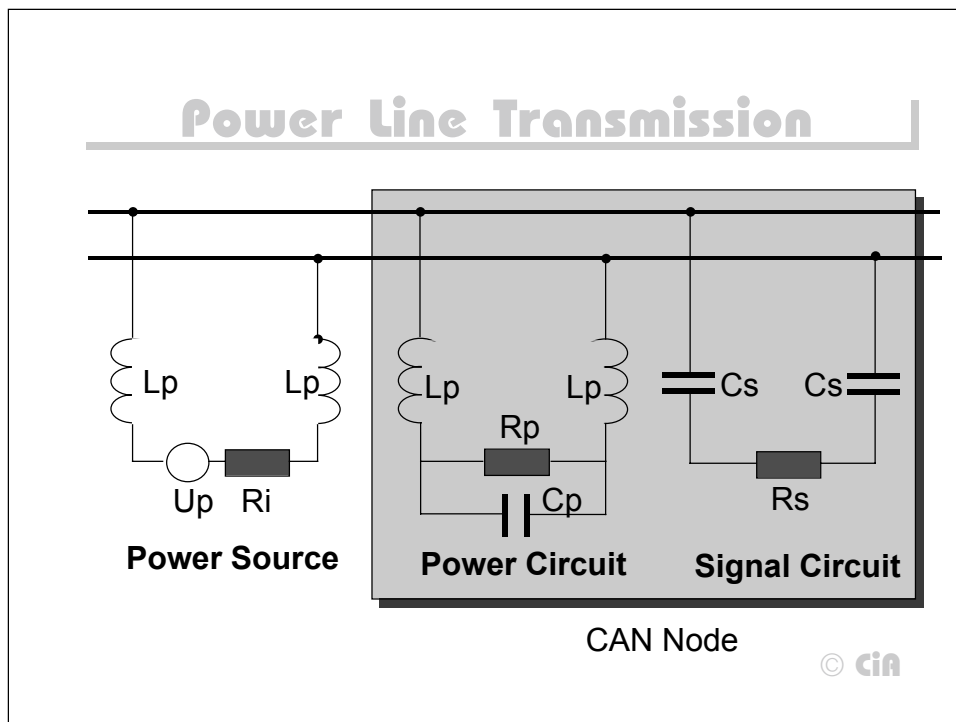 Power Line Transmission
Lp
Lp
Lp
Lp
Cs
Cs
Rp
Up
Ri
Cp
Rs
Power Source
Power Circuit
Signal Circuit
CAN Node
© CiA